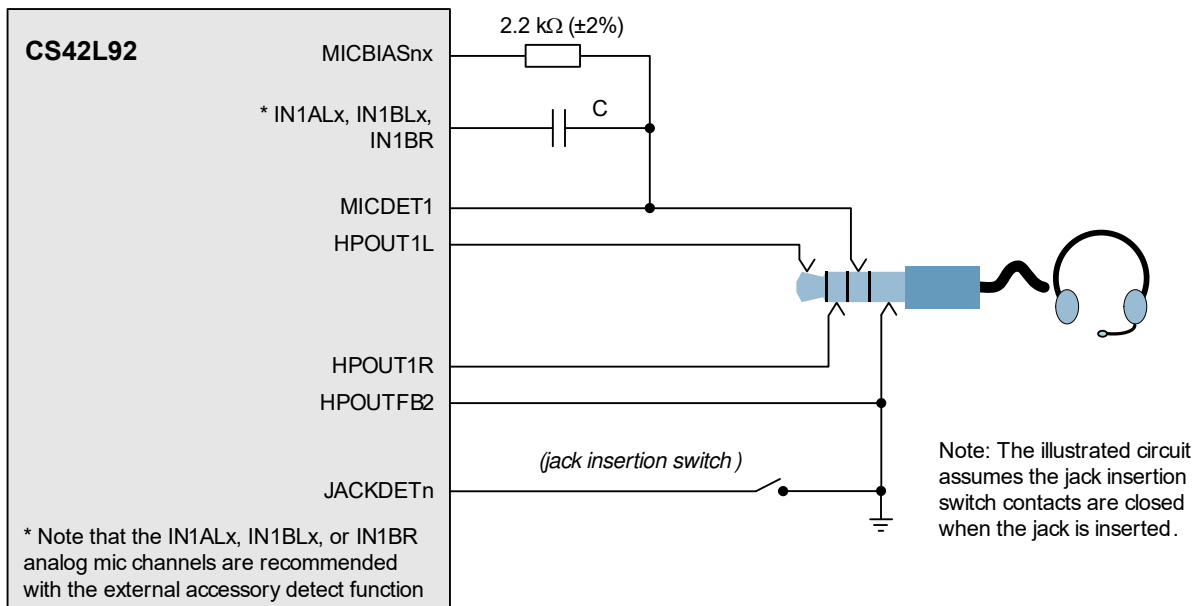 CS42L92
MICBIASnx
2.2 kΩ (±2%)
* IN1ALx, IN1BLx,
IN1BR
C
MICDET1
HPOUT1L
HPOUT1R
HPOUTFB2
(jack insertion switch)
JACKDETn
Note: The illustrated circuit
assumes the jack insertion
switch contacts are closed
when the jack is inserted.
* Note that the IN1ALx, IN1BLx, or IN1BR
analog mic channels are recommended
with the external accessory detect function